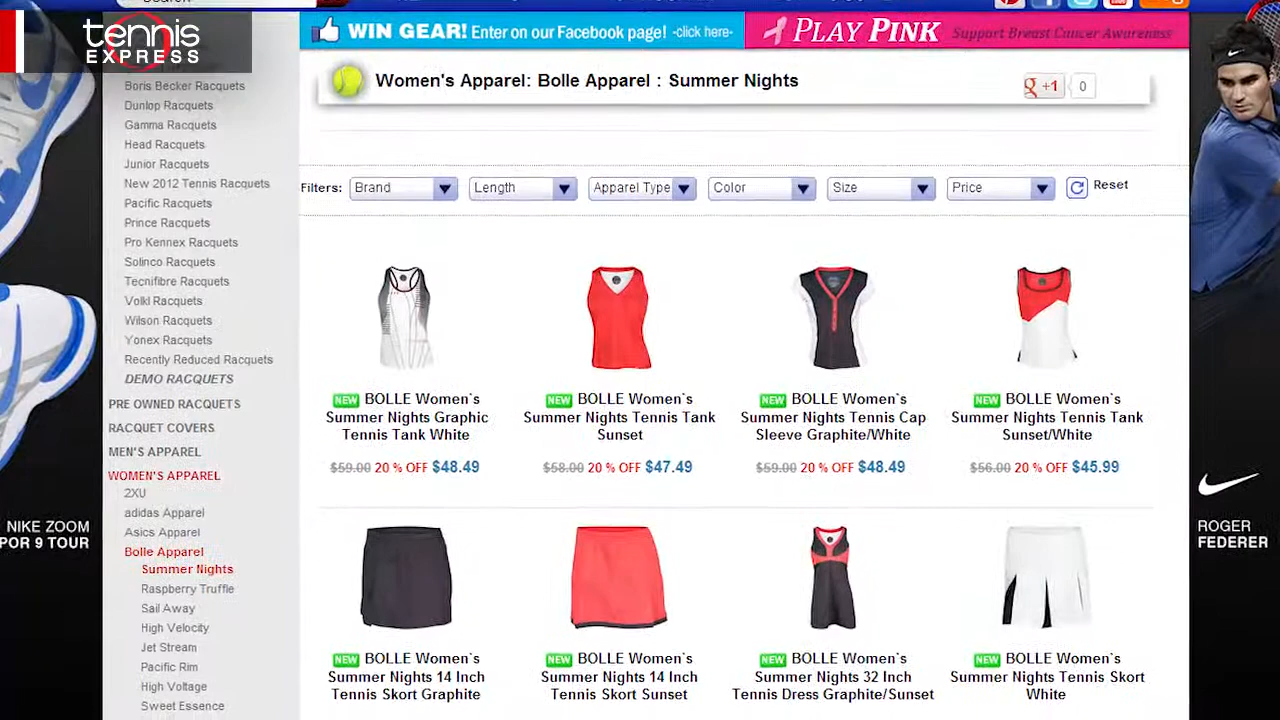 tennis
EXPRESS
WIN GEAR! Enter on our Facebook page! -click here-
PLAY PINK Support Breast Cancer Awareness
Women's Apparel: Bolle Apparel : Summer Nights
+1
0
Boris Becker Racquets
Dunlop Racquets
Gamma Racquets
Head Racquets
Junior Racquets
New 2012 Tennis Racquets
Pacific Racquets
Prince Racquets
Pro Kennex Racquets
Solinco Racquets
Tecnifibre Racquets
Volkl Racquets
Wilson Racquets
Yonex Racquets
Recently Reduced Racquets
DEMO RACQUETS
PRE OWNED RACQUETS
RACQUET COVERS
MEN'S APPAREL
WOMEN'S APPAREL
2XU
adidas Apparel
Asics Apparel
Bolle Apparel
Summer Nights
Raspberry Truffle
Sail Away
High Velocity
Jet Stream
Pacific Rim
High Voltage
Sweet Essence
Filters: Brand Length Apparel Type Color Size Price Reset
NEW BOLLE Women`s
Summer Nights Graphic
Tennis Tank White
$59.00 20 % OFF $48.49
NEW BOLLE Women`s
Summer Nights Tennis Tank
Sunset
$58.00 20 % OFF $47.49
NEW BOLLE Women`s
Summer Nights Tennis Cap
Sleeve Graphite/White
$59.00 20 % OFF $48.49
NEW BOLLE Women`s
Summer Nights Tennis Tank
Sunset/White
$56.00 20 % OFF $45.99
NEW BOLLE Women`s
Summer Nights 14 Inch
Tennis Skort Graphite
NEW BOLLE Women`s
Summer Nights 14 Inch
Tennis Skort Sunset
NEW BOLLE Women`s
Summer Nights 32 Inch
Tennis Dress Graphite/Sunset
NEW BOLLE Women`s
Summer Nights Tennis Skort
White
NIKE ZOOM
POR 9 TOUR
ROGER
FEDERER